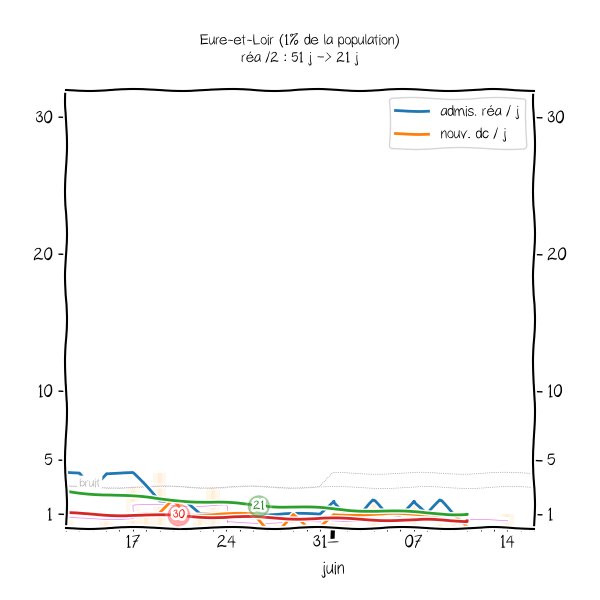 Eure-et-Loir (1% de la population)
réa /2 : 51 j -> 21 j
admis. réa / j
nouv. dc / j
30
30
20
20
10
10
5
5
bruit
21
30
1
1
17
24
31
07
14
juin